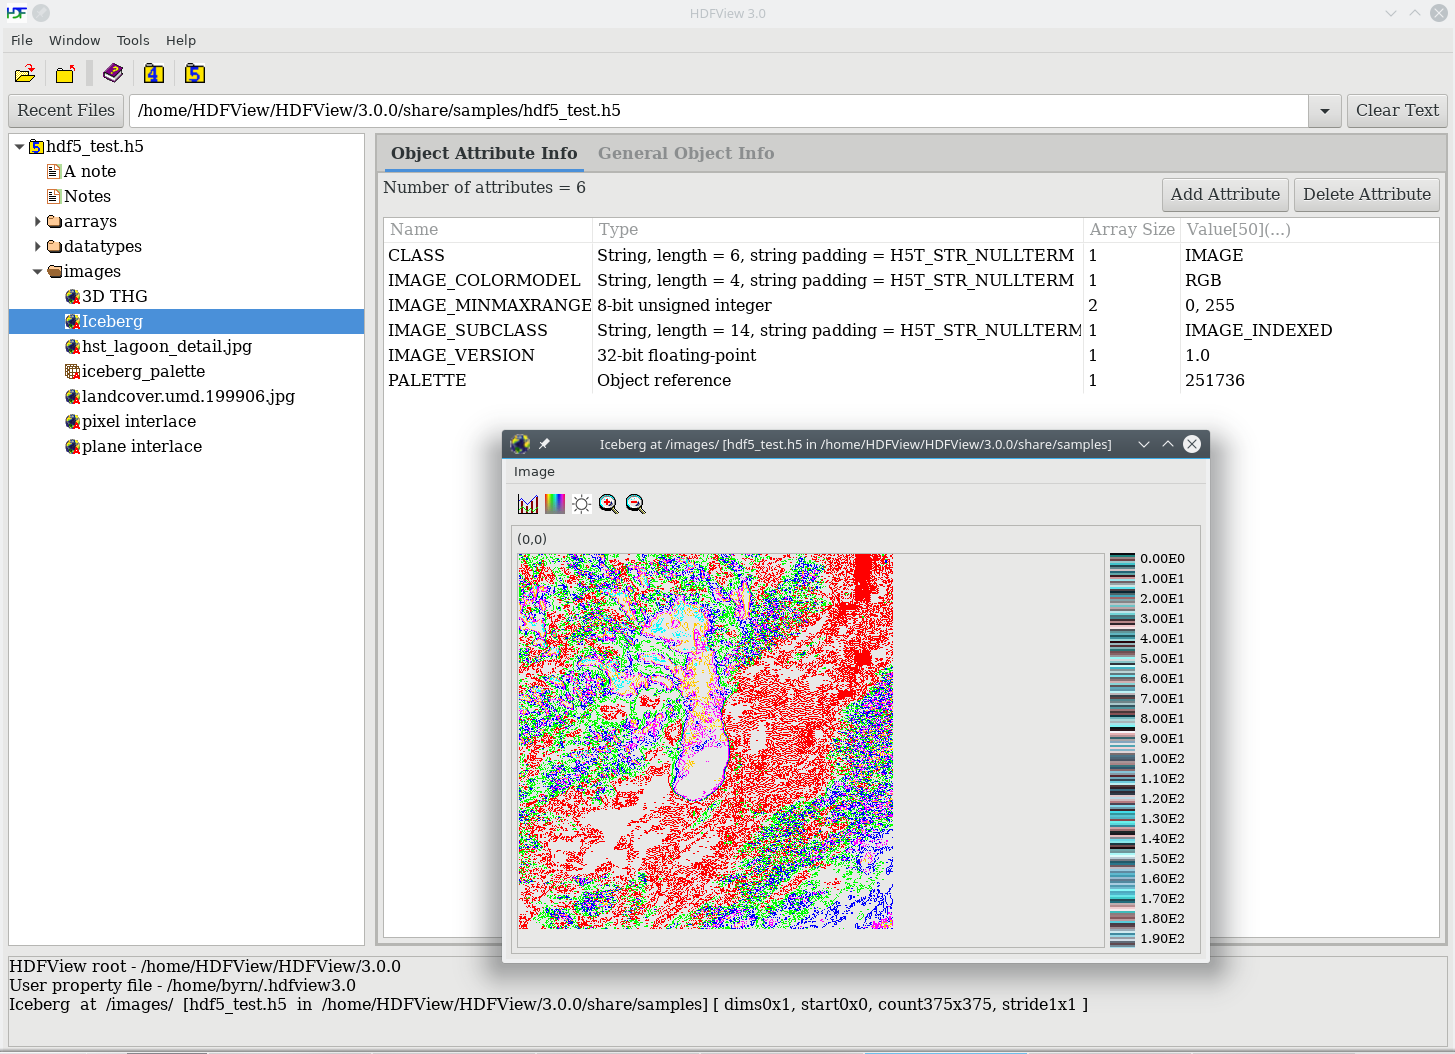 HDFView 3.0
File Window Tools Help
4 5
Recent Files /home/HDFView/HDFView/3.0.0/share/samples/hdf5_test.h5 Clear Text
hdf5_test.h5
A note
Notes
arrays
datatypes
images
3D THG
Iceberg
hst_lagoon_detail.jpg
iceberg_palette
landcover.umd.199906.jpg
pixel interlace
plane interlace
Object Attribute Info General Object Info
Number of attributes = 6 Add Attribute Delete Attribute
Name Type Array Size Value[50](...)
CLASS String, length = 6, string padding = H5T_STR_NULLTERM 1 IMAGE
IMAGE_COLORMODEL String, length = 4, string padding = H5T_STR_NULLTERM 1 RGB
IMAGE_MINMAXRANGE 8-bit unsigned integer 2 0, 255
IMAGE_SUBCLASS String, length = 14, string padding = H5T_STR_NULLTERM 1 IMAGE_INDEXED
IMAGE_VERSION 32-bit floating-point 1 1.0
PALETTE Object reference 1 251736
Iceberg at /images/ [hdf5_test.h5 in /home/HDFView/HDFView/3.0.0/share/samples]
Image
(0,0)
0.00E0
1.00E1
2.00E1
3.00E1
4.00E1
5.00E1
6.00E1
7.00E1
8.00E1
9.00E1
1.00E2
1.10E2
1.20E2
1.30E2
1.40E2
1.50E2
1.60E2
1.70E2
1.80E2
1.90E2
HDFView root - /home/HDFView/HDFView/3.0.0
User property file - /home/byrn/.hdfview3.0
Iceberg at /images/ [hdf5_test.h5 in /home/HDFView/HDFView/3.0.0/share/samples] [ dims0x1, start0x0, count375x375, stride1x1 ]